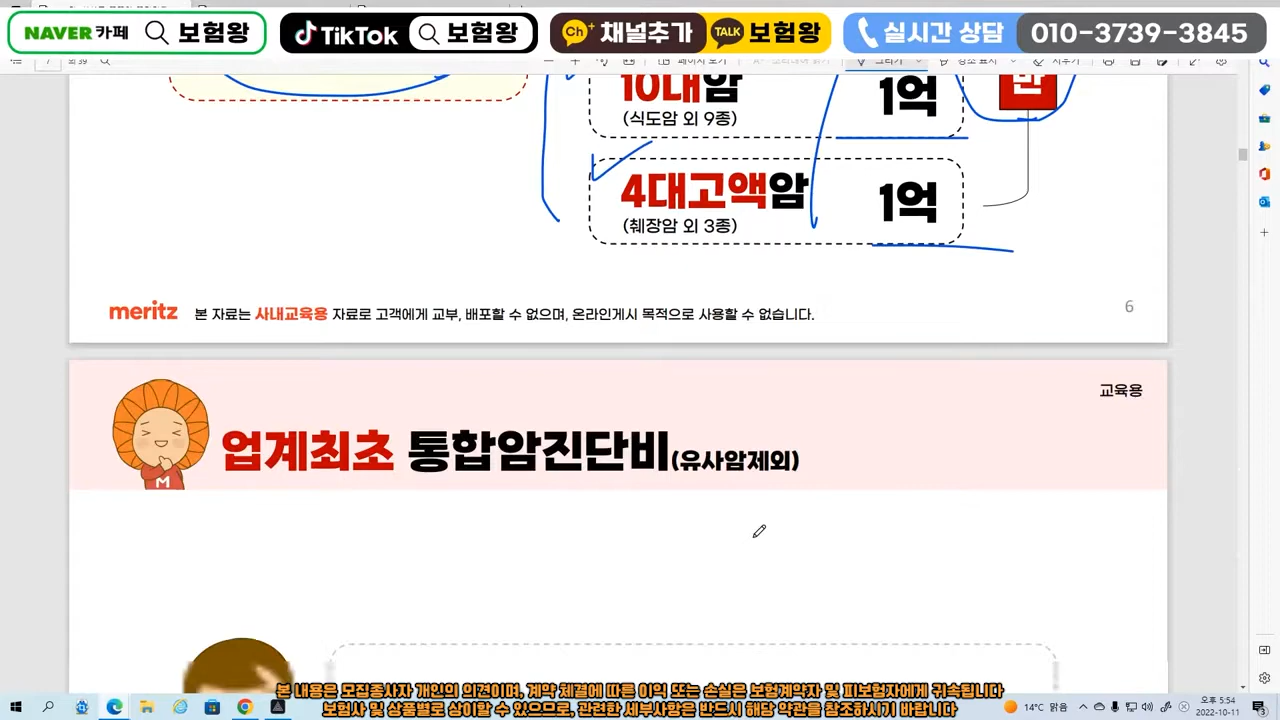 NAVER 카페 보험왕
TikTok 보험왕
Ch+ 채널추가 TALK 보험왕
실시간 상담 010-3739-3845
10대암
1억
(식도암 외 9종)
4대고액암
1억
(췌장암 외 3종)
meritz 본 자료는 사내교육용 자료로 고객에게 교부, 배포할 수 없으며, 온라인게시 목적으로 사용할 수 없습니다.
6
교육용
업계최초 통합암진단비(유사암제외)
M
본 내용은 모집종사자 개인의 의견이며, 계약 체결에 따른 이익 또는 손실은 보험계약자 및 피보험자에게 귀속됩니다
보험사 및 상품별로 상이할 수 있으므로, 관련한 세부사항은 반드시 해당 약관을 참조하시기 바랍니다
14°C 맑음
오후 5:54
2022-10-11